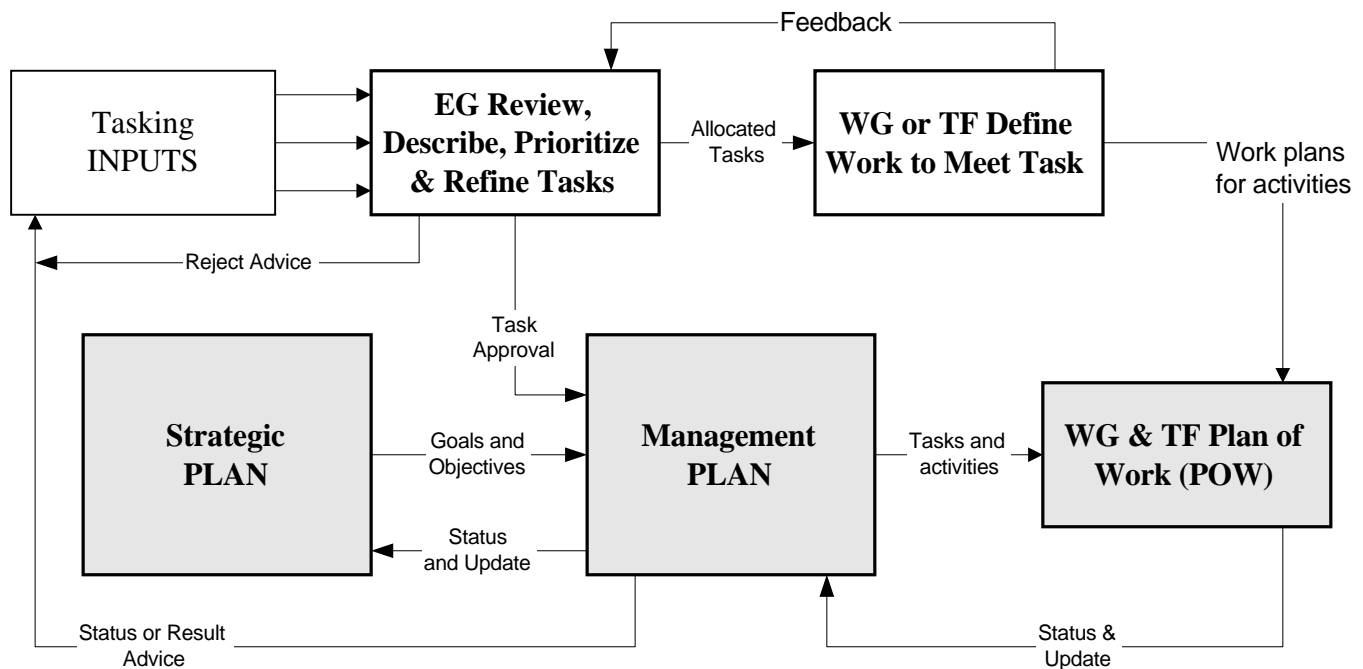 Feedback
Tasking
INPUTS
EG Review,
Describe, Prioritize
& Refine Tasks
Allocated
Tasks
WG or TF Define
Work to Meet Task
Work plans
for activities
Reject Advice
Task
Approval
Strategic
PLAN
Goals and
Objectives
Management
PLAN
Tasks and
activities
WG & TF Plan of
Work (POW)
Status
and Update
Status or Result
Advice
Status &
Update